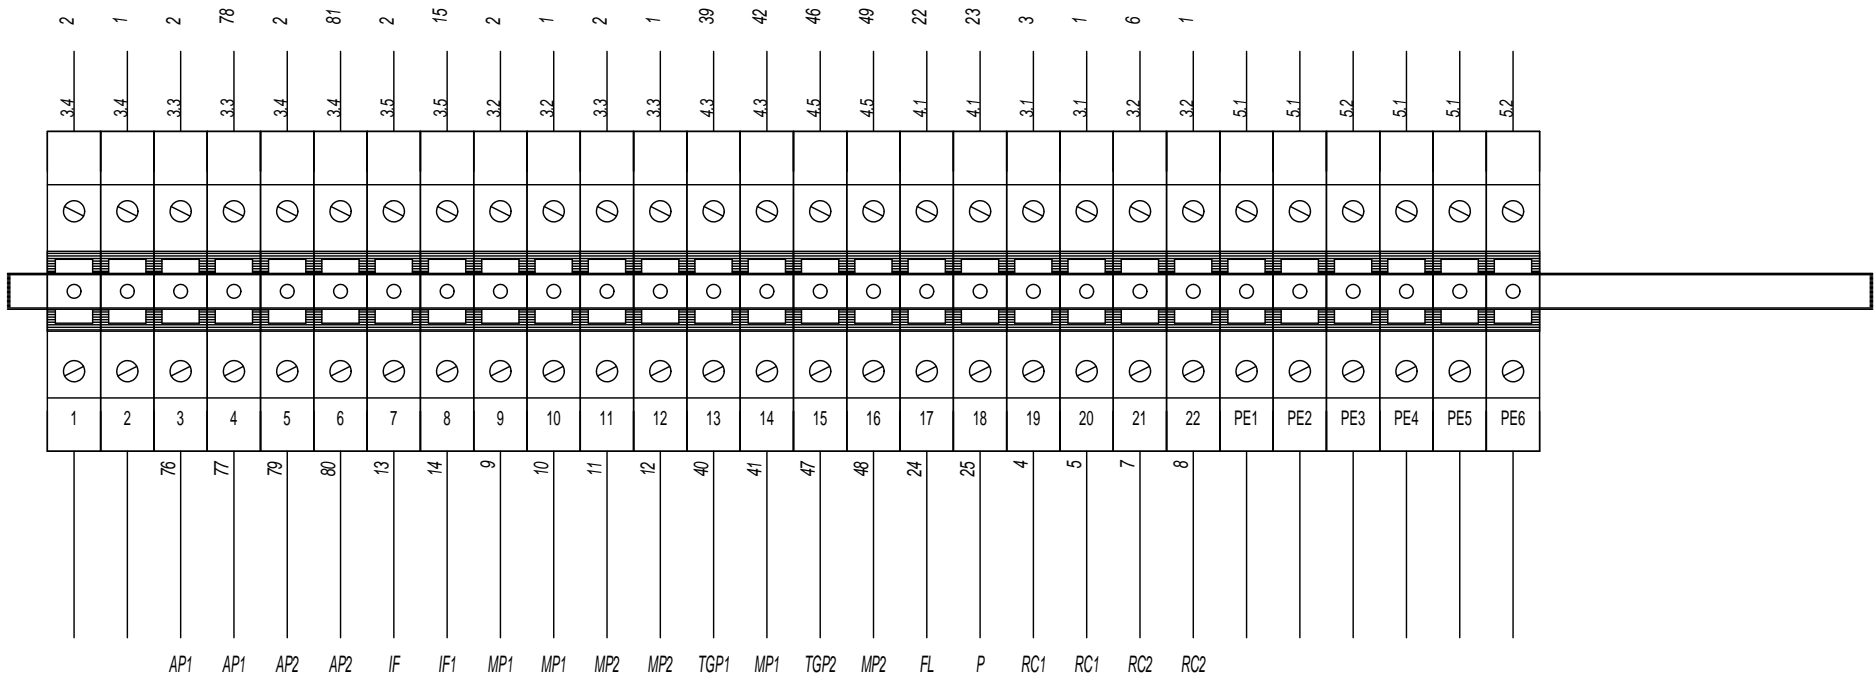 2 1 2 78 2 81 2 15 2 1 2 1 39 42 46 49 22 23 3 1 6 1
3.4 3.4 3.3 3.3 3.4 3.4 3.5 3.5 3.2 3.2 3.3 3.3 4.3 4.3 4.5 4.5 4.1 4.1 3.1 3.1 3.2 3.2 5.1 5.1 5.2 5.1 5.1 5.2
1 2 3 4 5 6 7 8 9 10 11 12 13 14 15 16 17 18 19 20 21 22 PE1 PE2 PE3 PE4 PE5 PE6
76 77 79 80 13 14 9 10 11 12 40 41 47 48 24 25 4 5 7 8
AP1 AP1 AP2 AP2 IF IF1 MP1 MP1 MP2 MP2 TGP1 MP1 TGP2 MP2 FL P RC1 RC1 RC2 RC2